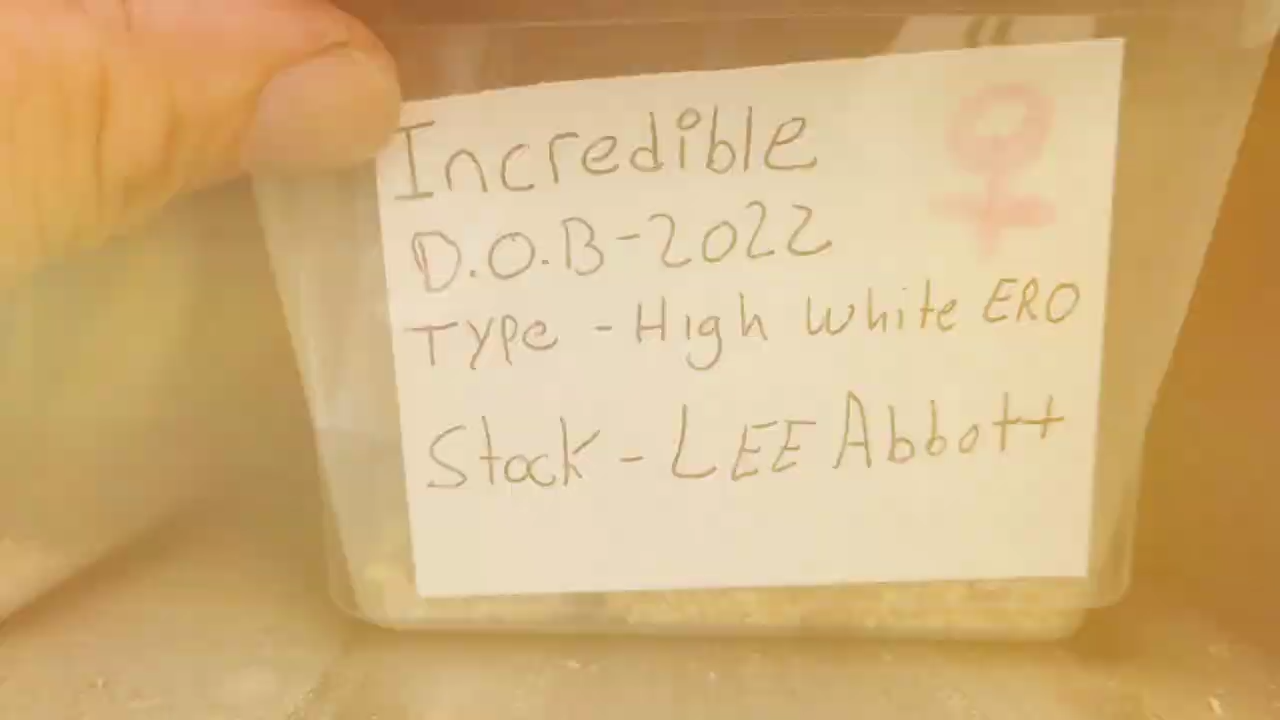 Incredible
D.O.B-2022
Type - High White ERO
Stock - LEE Abbott